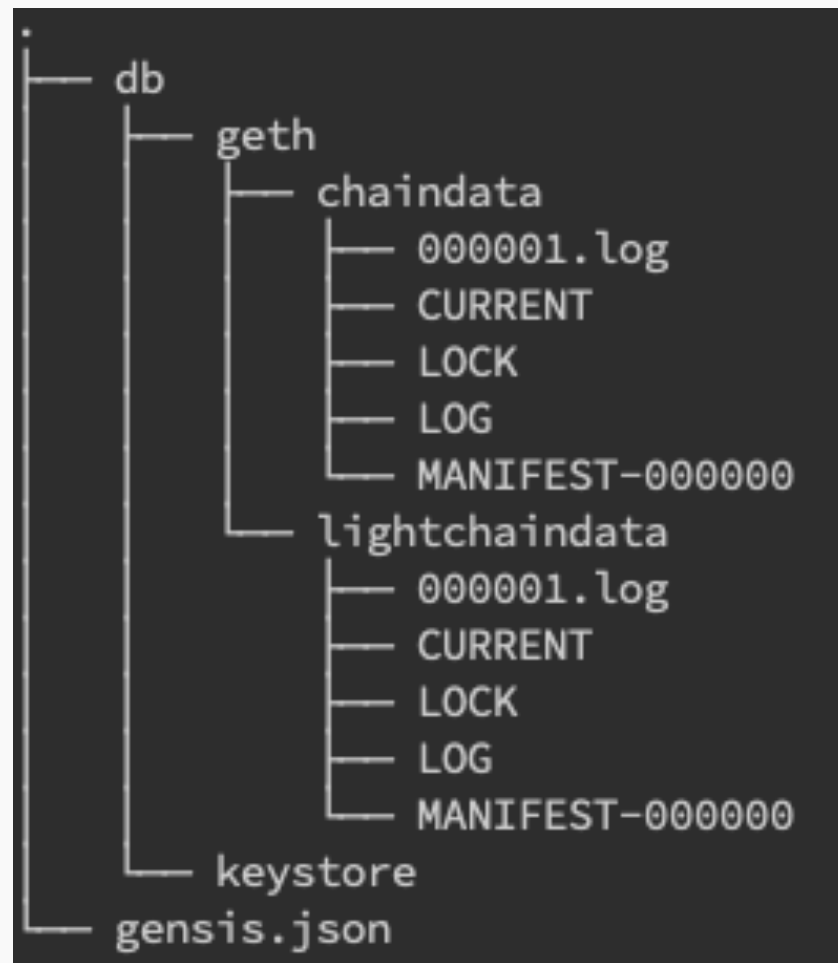 .
├── db
│   ├── geth
│   │   ├── chaindata
│   │   │   ├── 000001.log
│   │   │   ├── CURRENT
│   │   │   ├── LOCK
│   │   │   ├── LOG
│   │   │   └── MANIFEST-000000
│   │   └── lightchaindata
│   │       ├── 000001.log
│   │       ├── CURRENT
│   │       ├── LOCK
│   │       ├── LOG
│   │       └── MANIFEST-000000
│   └── keystore
└── gensis.json